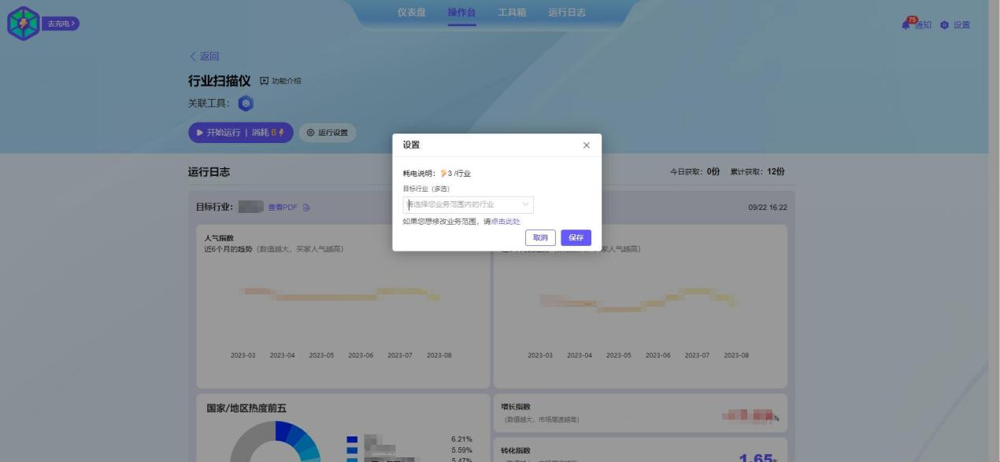 去充电
仪表盘 操作台 工具箱 运行日志
75
通知 设置
返回
行业扫描仪 功能介绍
关联工具：
开始运行 | 消耗 6
运行设置
设置
耗电说明： 3 /行业
目标行业（多选）
请选择您业务范围内的行业
如果您想修改业务范围，请点击此处
取消 保存
运行日志
今日获取：0份 累计获取：12份
目标行业： 查看PDF
09/22 16:22
人气指数
近6个月的趋势（数值越大，买家人气越高）
家人气越高）
2023-03 2023-04 2023-05 2023-06 2023-07 2023-08
2023-03 2023-04 2023-05 2023-06 2023-07 2023-08
国家/地区热度前五
6.21%
5.59%
5.47%
增长指数
（数值越大，市场增速越高）
%
转化指数
1.65%